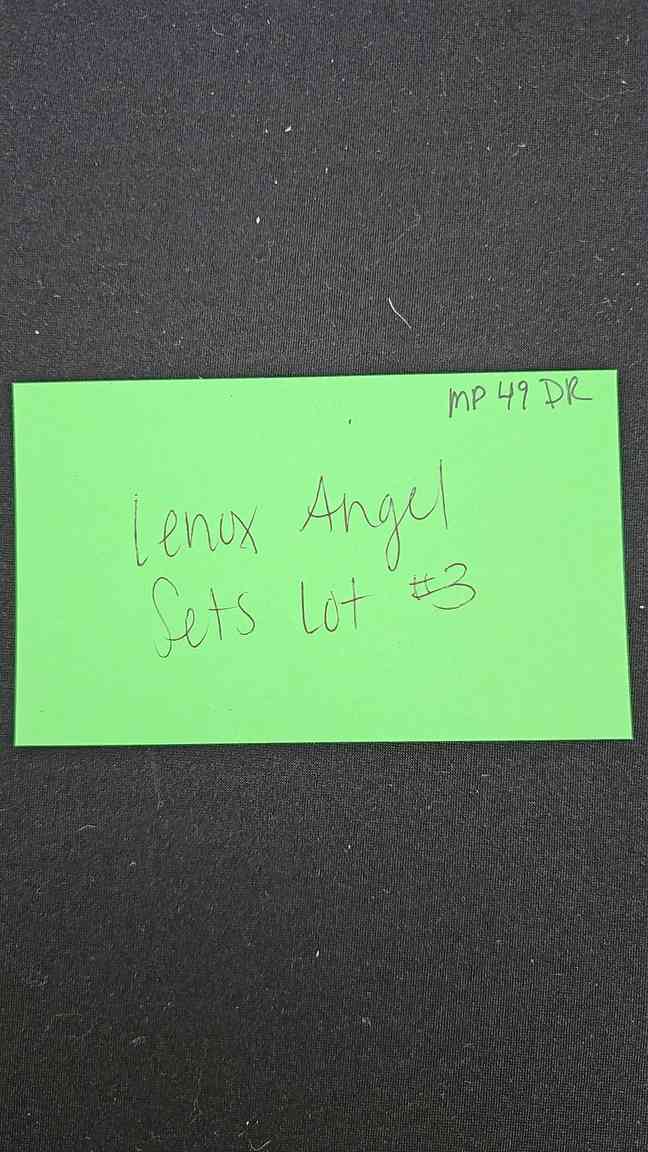 MP 49 DR
Lenox Angel
Sets Lot #3